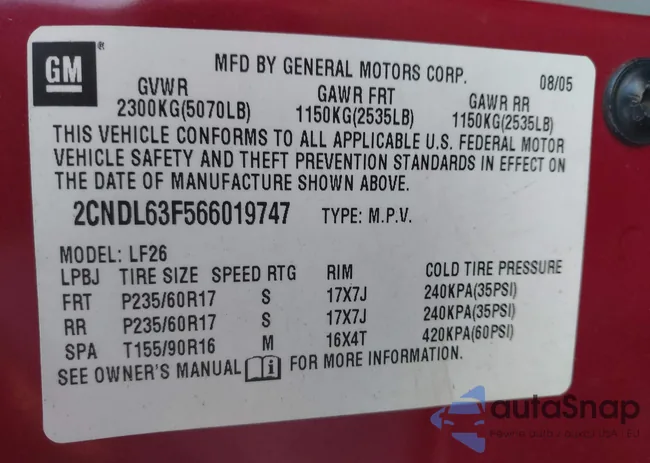 GM ®
MFD BY GENERAL MOTORS CORP. 08/05
GVWR GAWR FRT GAWR RR
2300KG(5070LB) 1150KG(2535LB) 1150KG(2535LB)
THIS VEHICLE CONFORMS TO ALL APPLICABLE U.S. FEDERAL MOTOR
VEHICLE SAFETY AND THEFT PREVENTION STANDARDS IN EFFECT ON
THE DATE OF MANUFACTURE SHOWN ABOVE.
2CNDL63F566019747 TYPE: M.P.V.
MODEL: LF26
LPBJ TIRE SIZE SPEED RTG RIM COLD TIRE PRESSURE
FRT P235/60R17 S 17X7J 240KPA(35PSI)
RR P235/60R17 S 17X7J 240KPA(35PSI)
SPA T155/90R16 M 16X4T 420KPA(60PSI)
SEE OWNER'S MANUAL i FOR MORE INFORMATION.
autaSnap